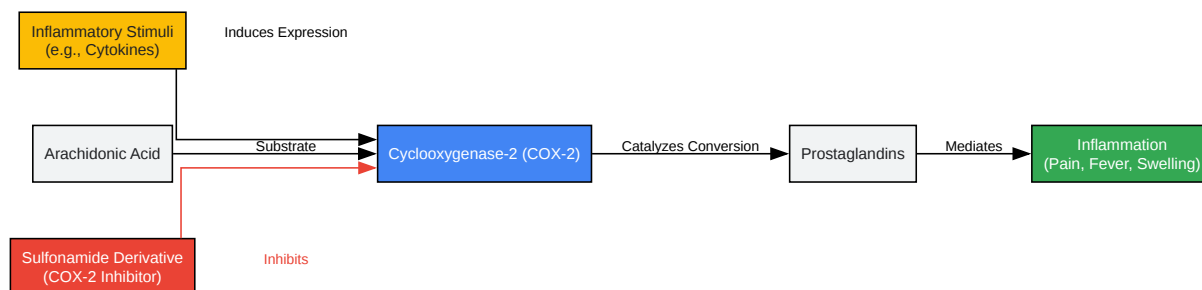 Inflammatory Stimuli
(e.g., Cytokines)
Induces Expression
Arachidonic Acid
Substrate
Cyclooxygenase-2 (COX-2)
Catalyzes Conversion
Prostaglandins
Mediates
Inflammation
(Pain, Fever, Swelling)
Sulfonamide Derivative
(COX-2 Inhibitor)
Inhibits